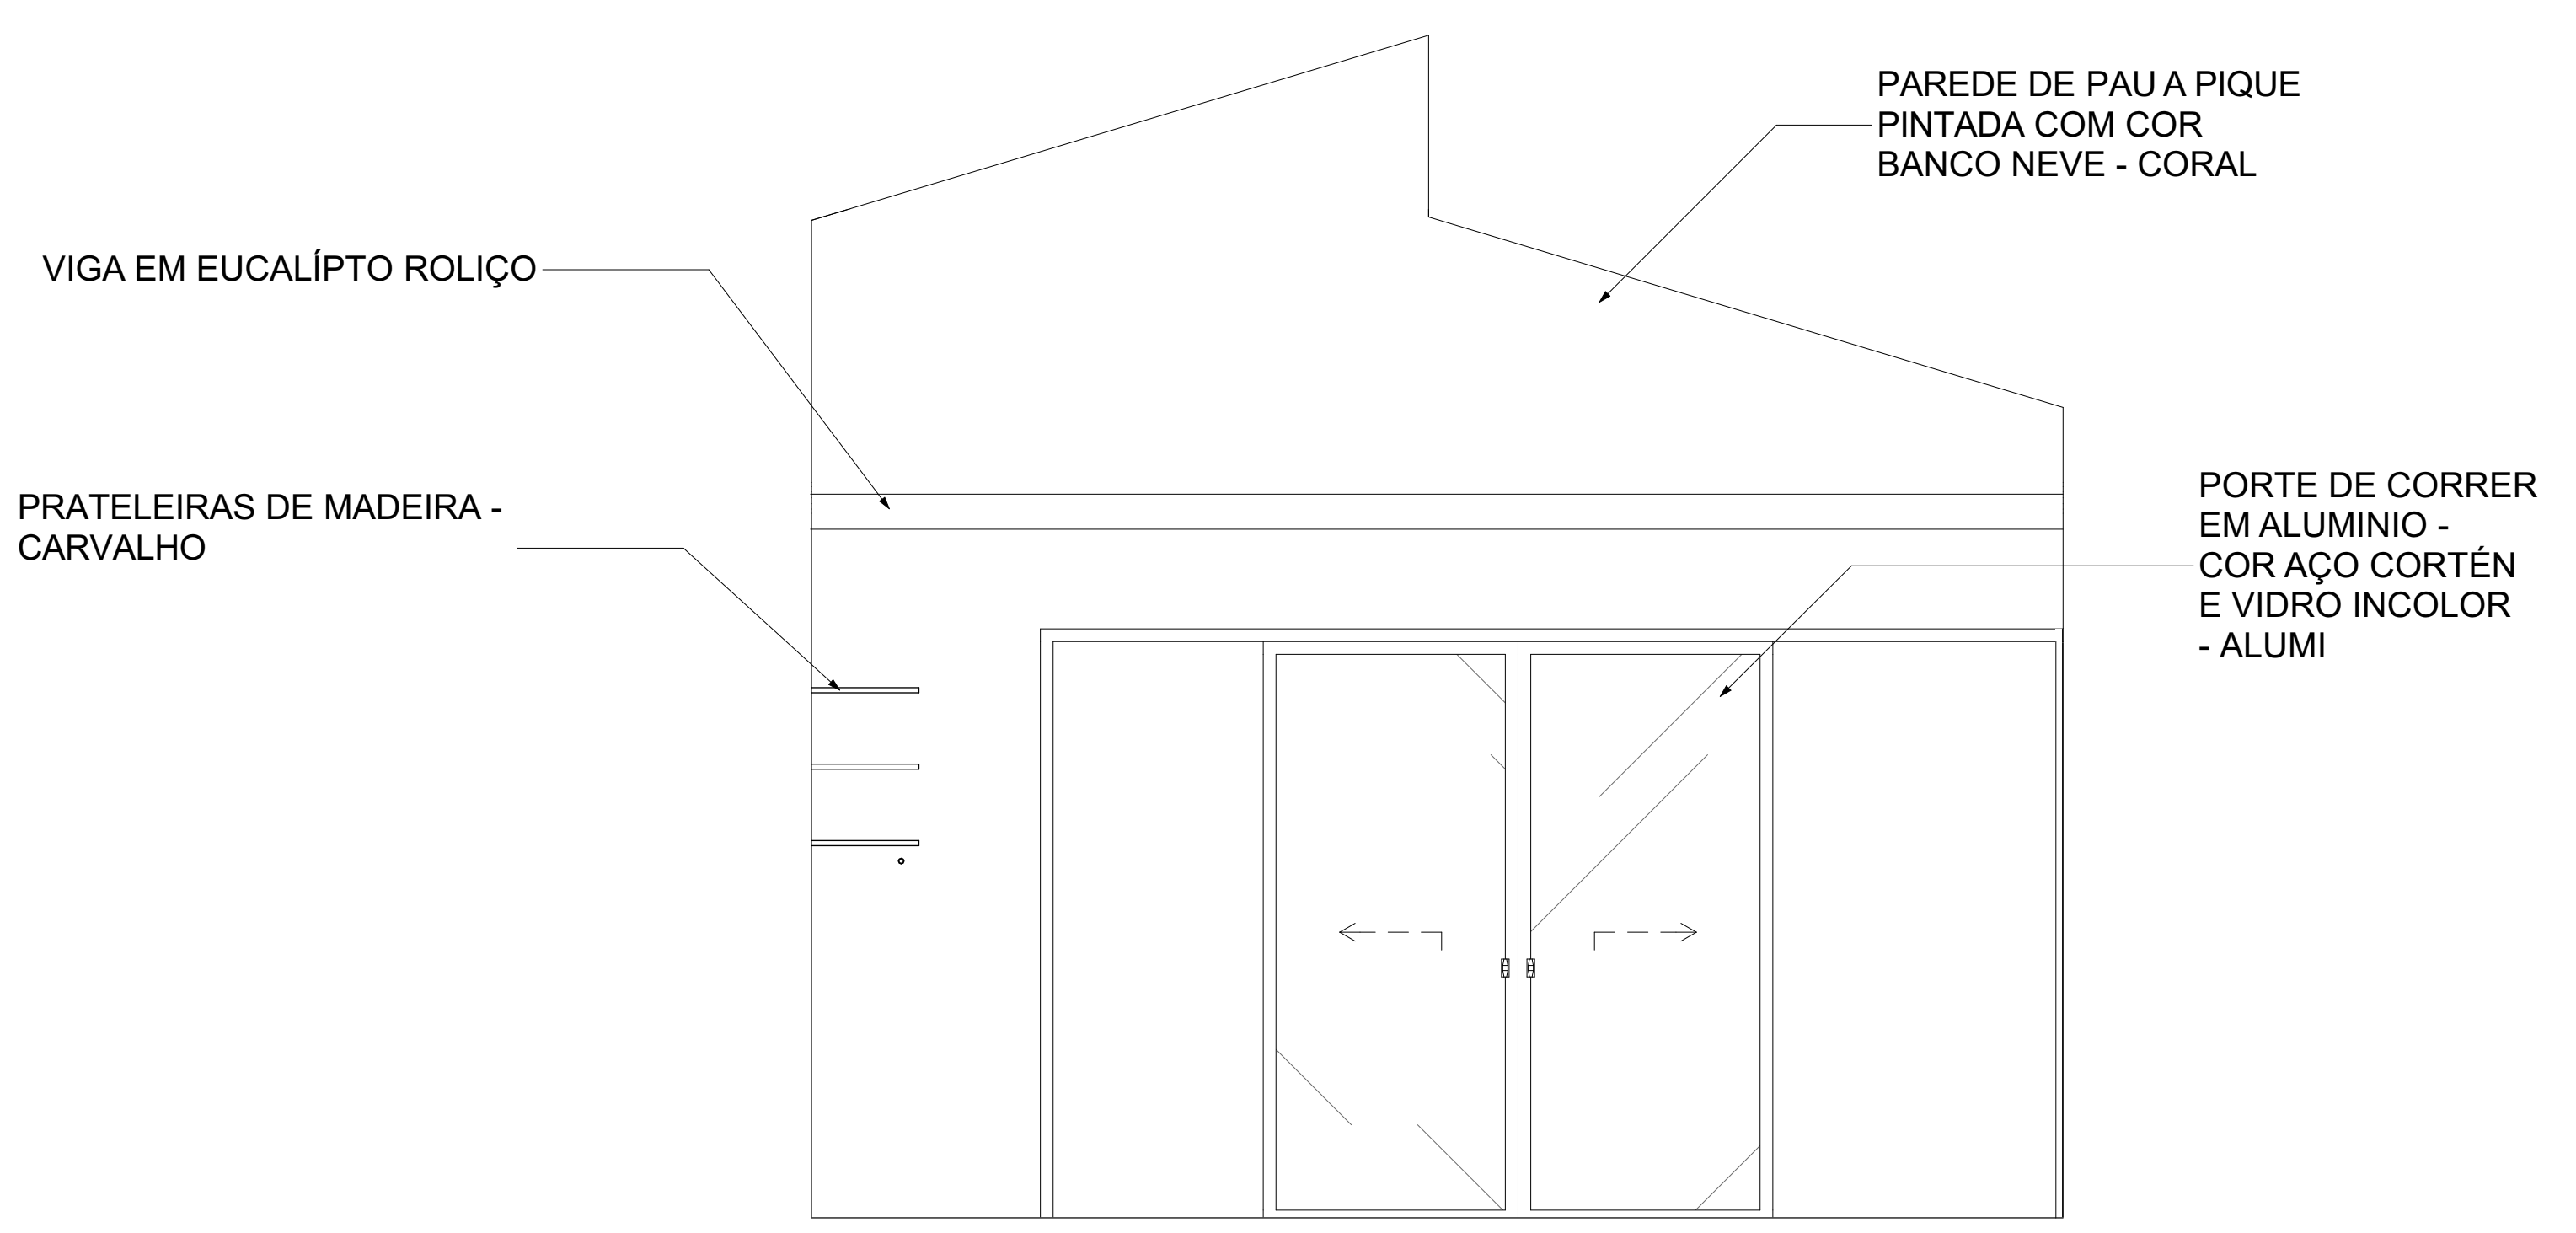 PAREDE DE PAU A PIQUE
PINTADA COM COR
BANCO NEVE - CORAL
VIGA EM EUCALÍPTO ROLIÇO
PRATELEIRAS DE MADEIRA -
CARVALHO
PORTE DE CORRER
EM ALUMINIO -
COR AÇO CORTÉN
E VIDRO INCOLOR
- ALUMI